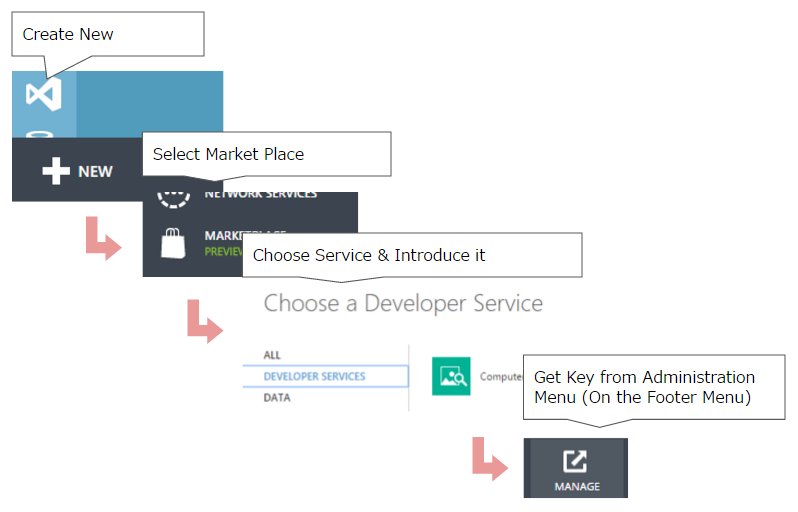 Create New
NEW
Select Market Place
NETWORK SERVICES
MARKETPLACE
PREVIEW
Choose Service & Introduce it
Choose a Developer Service
ALL
DEVELOPER SERVICES
DATA
Computer
Get Key from Administration
Menu (On the Footer Menu)
MANAGE